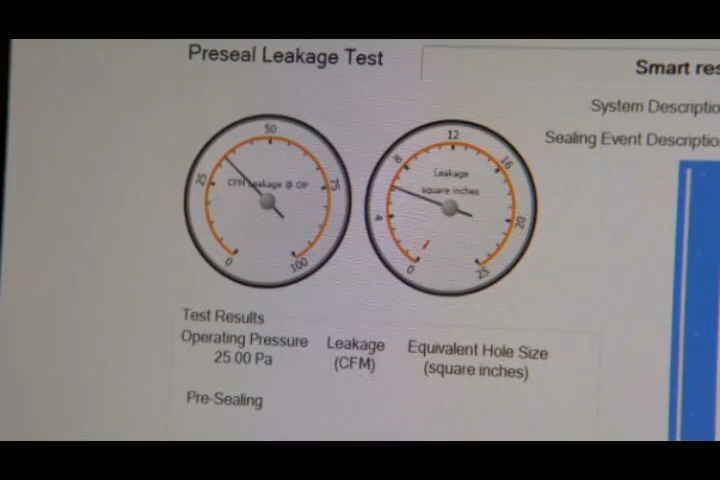 Preseal Leakage Test
Smart res
System Descriptio
Sealing Event Descriptio
50
25
75
CFM Leakage @ OP
0
100
12
8
16
Leakage
square inches
4
20
0
25
Test Results
Operating Pressure Leakage Equivalent Hole Size
25.00 Pa (CFM) (square inches)
Pre-Sealing